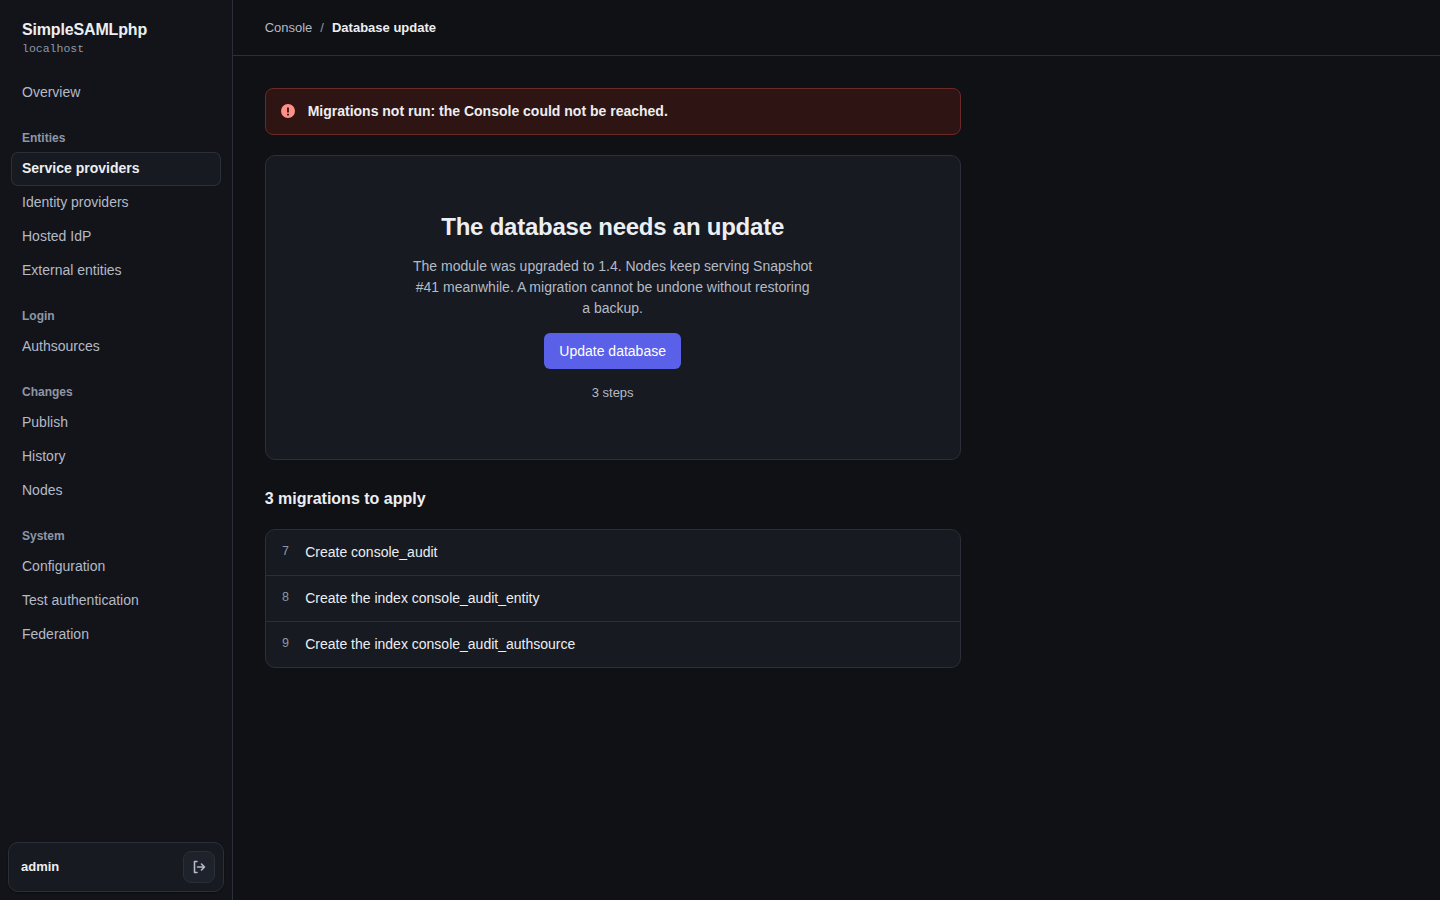 SimpleSAMLphp
localhost
Overview
Entities
Service providers
Identity providers
Hosted IdP
External entities
Login
Authsources
Changes
Publish
History
Nodes
System
Configuration
Test authentication
Federation
admin
Console / Database update
Migrations not run: the Console could not be reached.
The database needs an update
The module was upgraded to 1.4. Nodes keep serving Snapshot
#41 meanwhile. A migration cannot be undone without restoring
a backup.
Update database
3 steps
3 migrations to apply
7 Create console_audit
8 Create the index console_audit_entity
9 Create the index console_audit_authsource